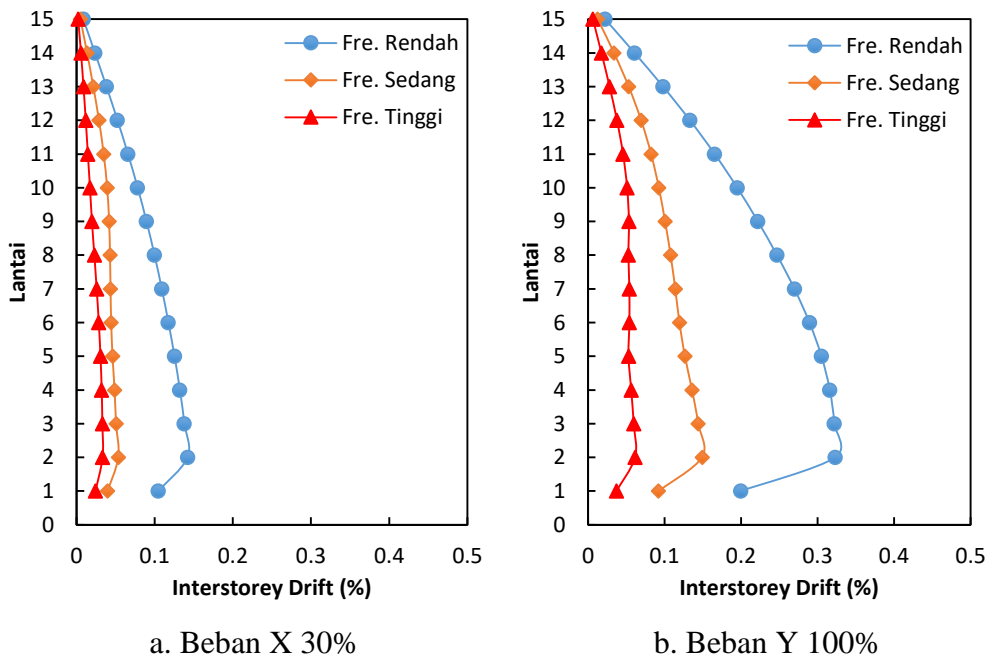 15
14
13
12
11
10
9
8
7
6
5
4
3
2
1
0
Lantai
Fre. Rendah
Fre. Sedang
Fre. Tinggi
0 0.1 0.2 0.3 0.4 0.5
Interstorey Drift (%)
a. Beban X 30%
15
14
13
12
11
10
9
8
7
6
5
4
3
2
1
0
Lantai
Fre. Rendah
Fre. Sedang
Fre. Tinggi
0 0.1 0.2 0.3 0.4 0.5
Interstorey Drift (%)
b. Beban Y 100%